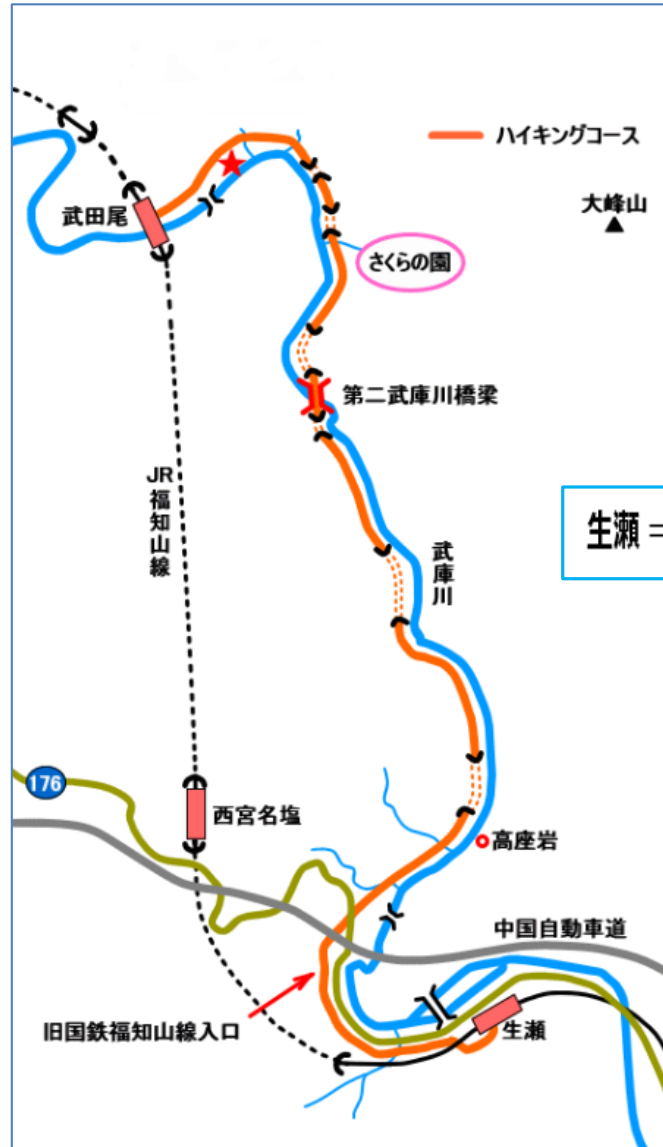 ハイキングコース
大峰山
武田尾
さくらの園
第二武庫川橋梁
JR福知山線
生瀬 ⇒
武庫川
176
西宮名塩
高座岩
中国自動車道
旧国鉄福知山線入口
生瀬